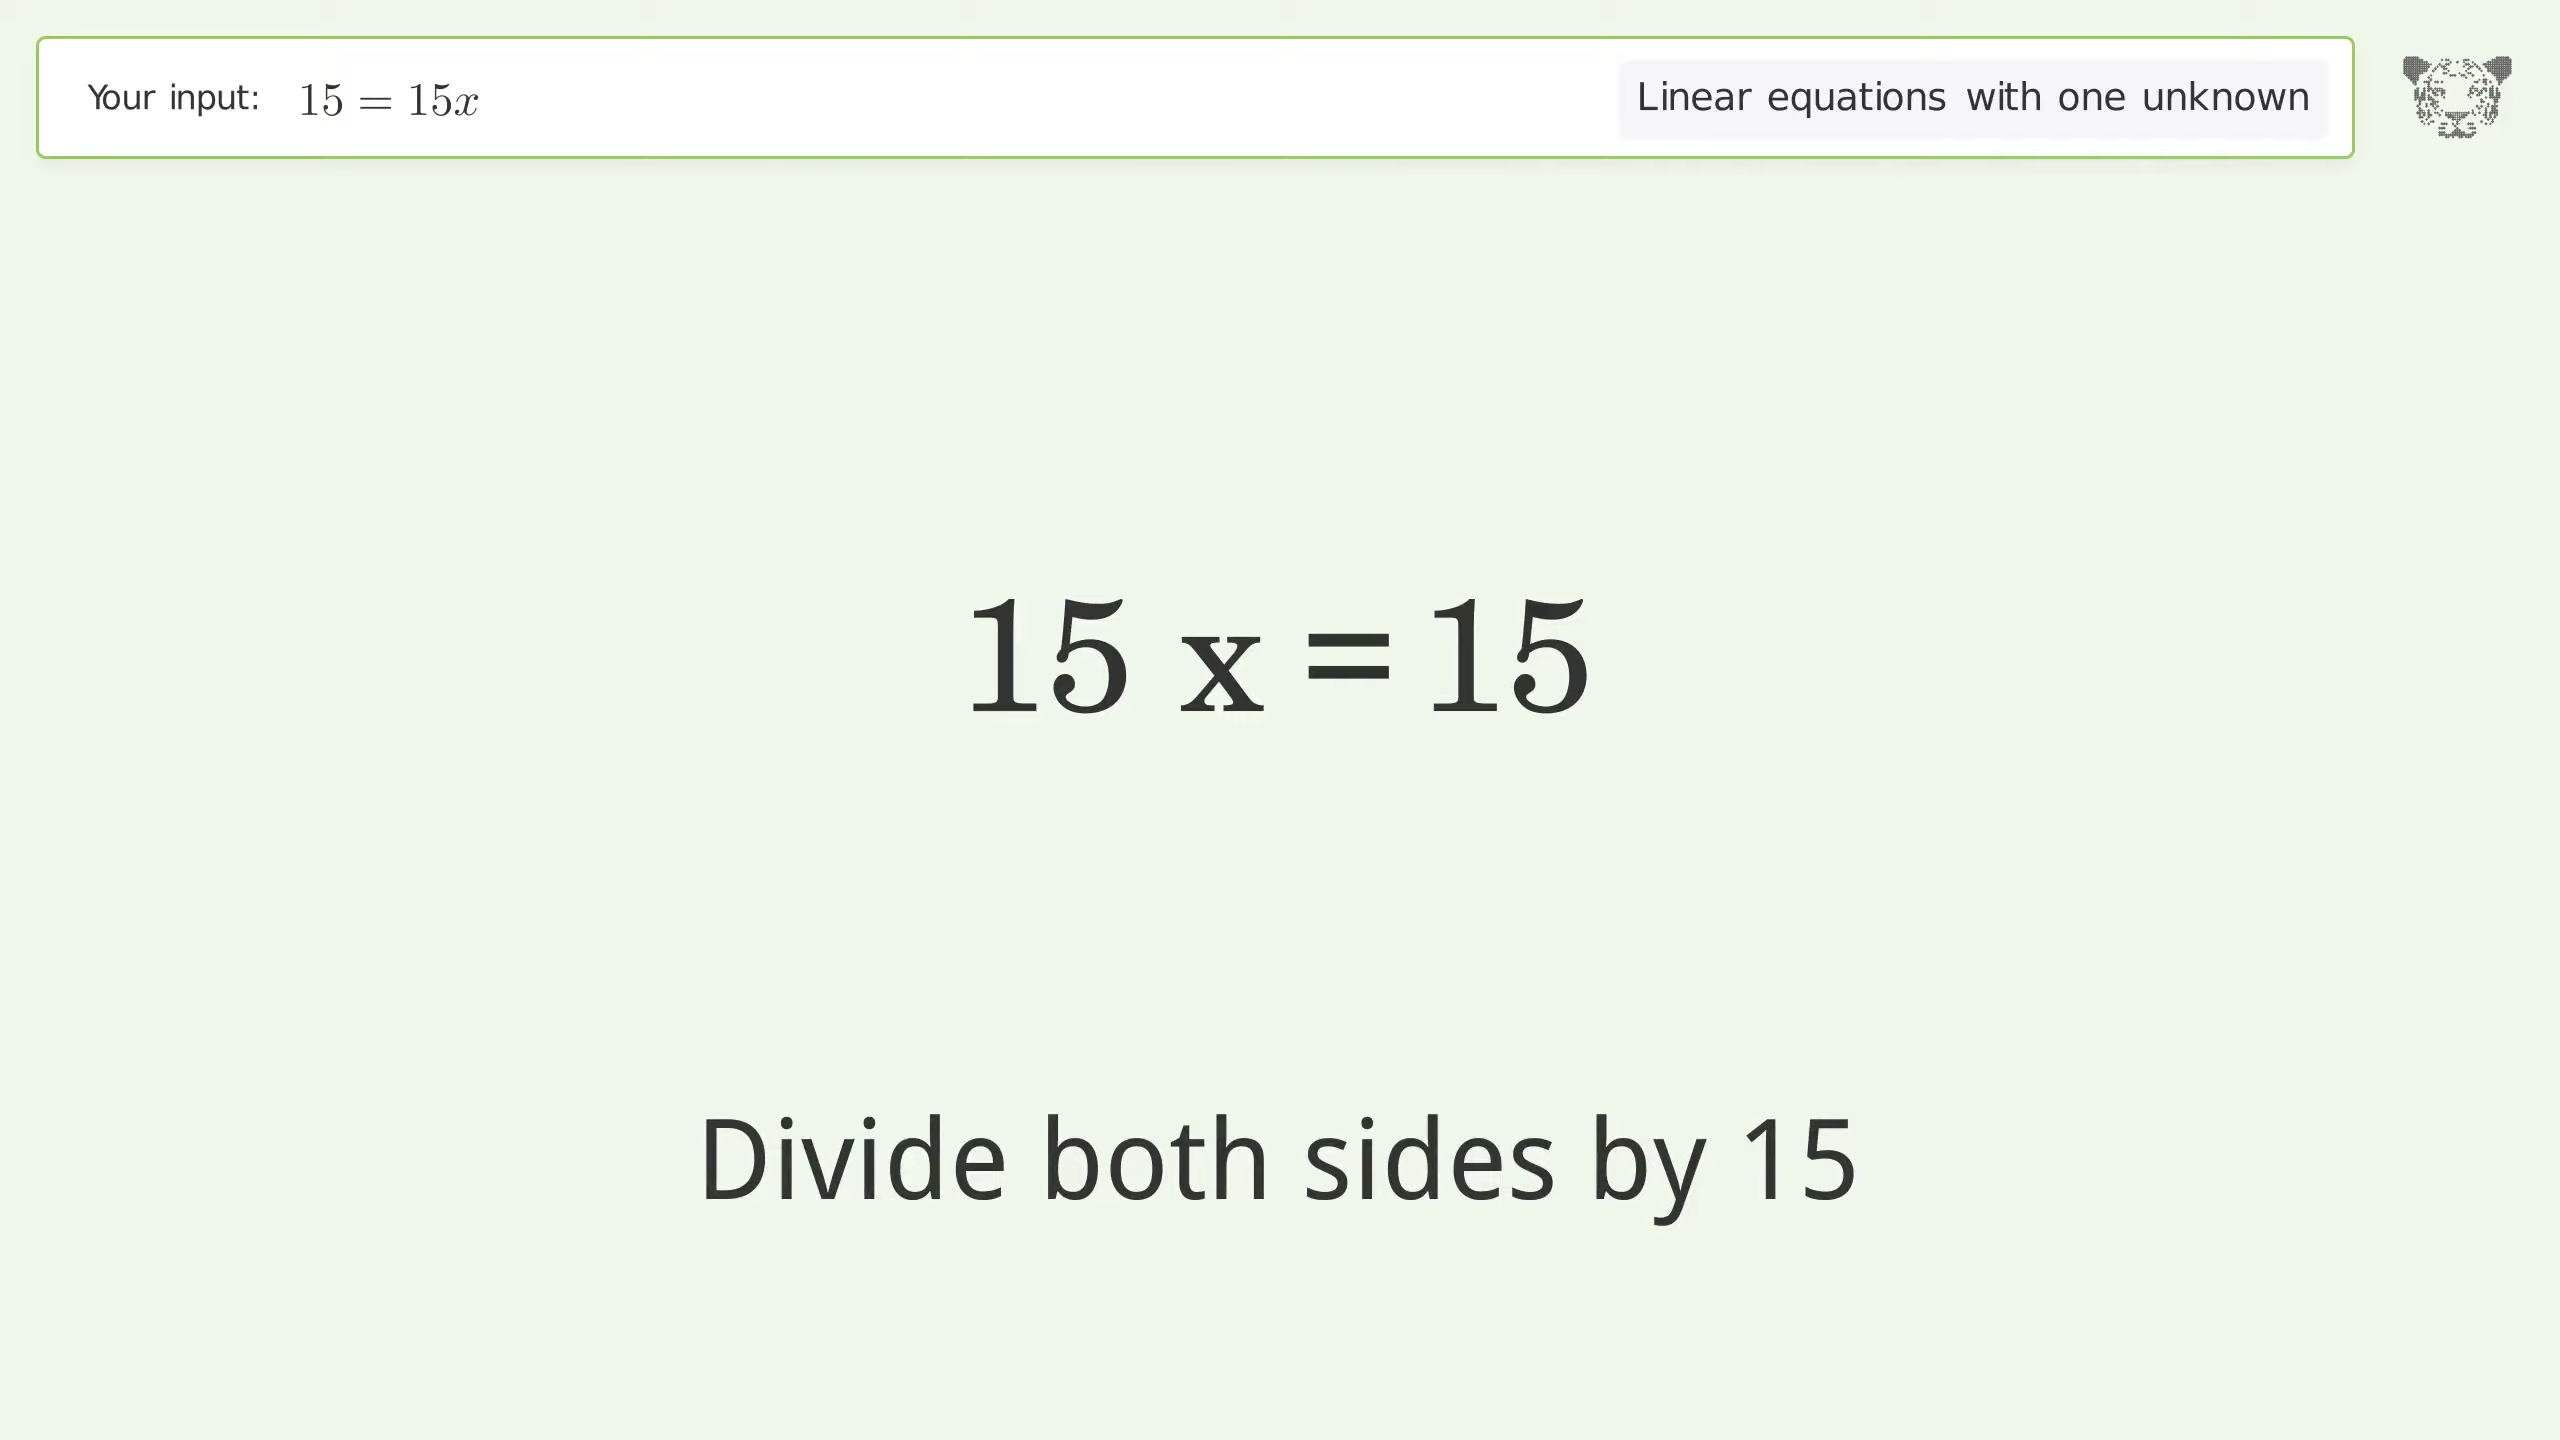 Your input: 15 = 15x
Linear equations with one unknown
15 x = 15
Divide both sides by 15